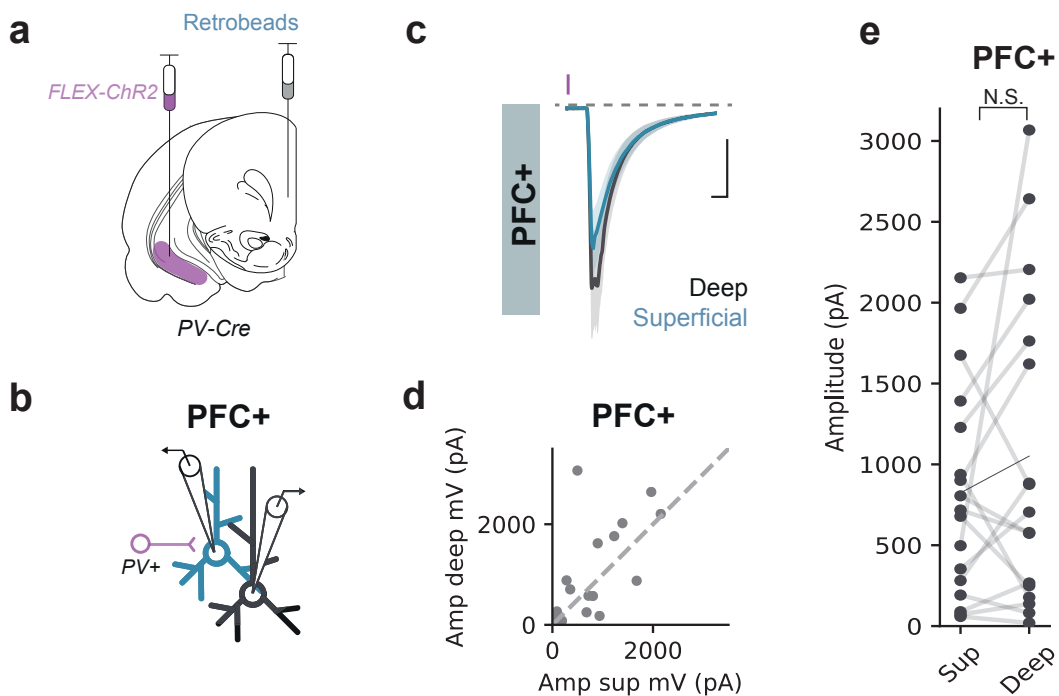 a
Retrobeads
FLEX-ChR2
PV-Cre
b
PFC+
PV+
c
PFC+
Deep
Superficial
d
PFC+
Amp deep mV (pA)
2000
0
0
2000
Amp sup mV (pA)
e
PFC+
N.S.
Amplitude (pA)
3000
2500
2000
1500
1000
500
0
Sup
Deep